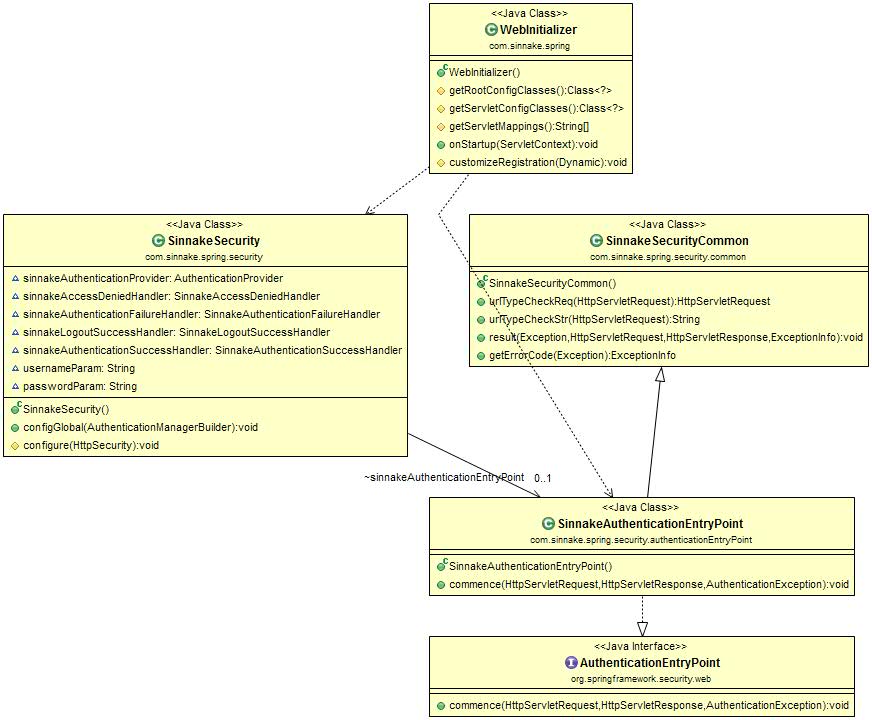 <<Java Class>>
WebInitializer
com.sinnake.spring
WebInitializer()
getRootConfigClasses():Class<?>
getServletConfigClasses():Class<?>
getServletMappings():String[]
onStartup(ServletContext):void
customizeRegistration(Dynamic):void
<<Java Class>>
SinnakeSecurity
com.sinnake.spring.security
sinnakeAuthenticationProvider: AuthenticationProvider
sinnakeAccessDeniedHandler: SinnakeAccessDeniedHandler
sinnakeAuthenticationFailureHandler: SinnakeAuthenticationFailureHandler
sinnakeLogoutSuccessHandler: SinnakeLogoutSuccessHandler
sinnakeAuthenticationSuccessHandler: SinnakeAuthenticationSuccessHandler
usernameParam: String
passwordParam: String
SinnakeSecurity()
configGlobal(AuthenticationManagerBuilder):void
configure(HttpSecurity):void
<<Java Class>>
SinnakeSecurityCommon
com.sinnake.spring.security.common
SinnakeSecurityCommon()
urlTypeCheckReq(HttpServletRequest):HttpServletRequest
urlTypeCheckStr(HttpServletRequest):String
result(Exception,HttpServletRequest,HttpServletResponse,ExceptionInfo):void
getErrorCode(Exception):ExceptionInfo
~sinnakeAuthenticationEntryPoint 0..1
<<Java Class>>
SinnakeAuthenticationEntryPoint
com.sinnake.spring.security.authenticationEntryPoint
SinnakeAuthenticationEntryPoint()
commence(HttpServletRequest,HttpServletResponse,AuthenticationException):void
<<Java Interface>>
AuthenticationEntryPoint
org.springframework.security.web
commence(HttpServletRequest,HttpServletResponse,AuthenticationException):void